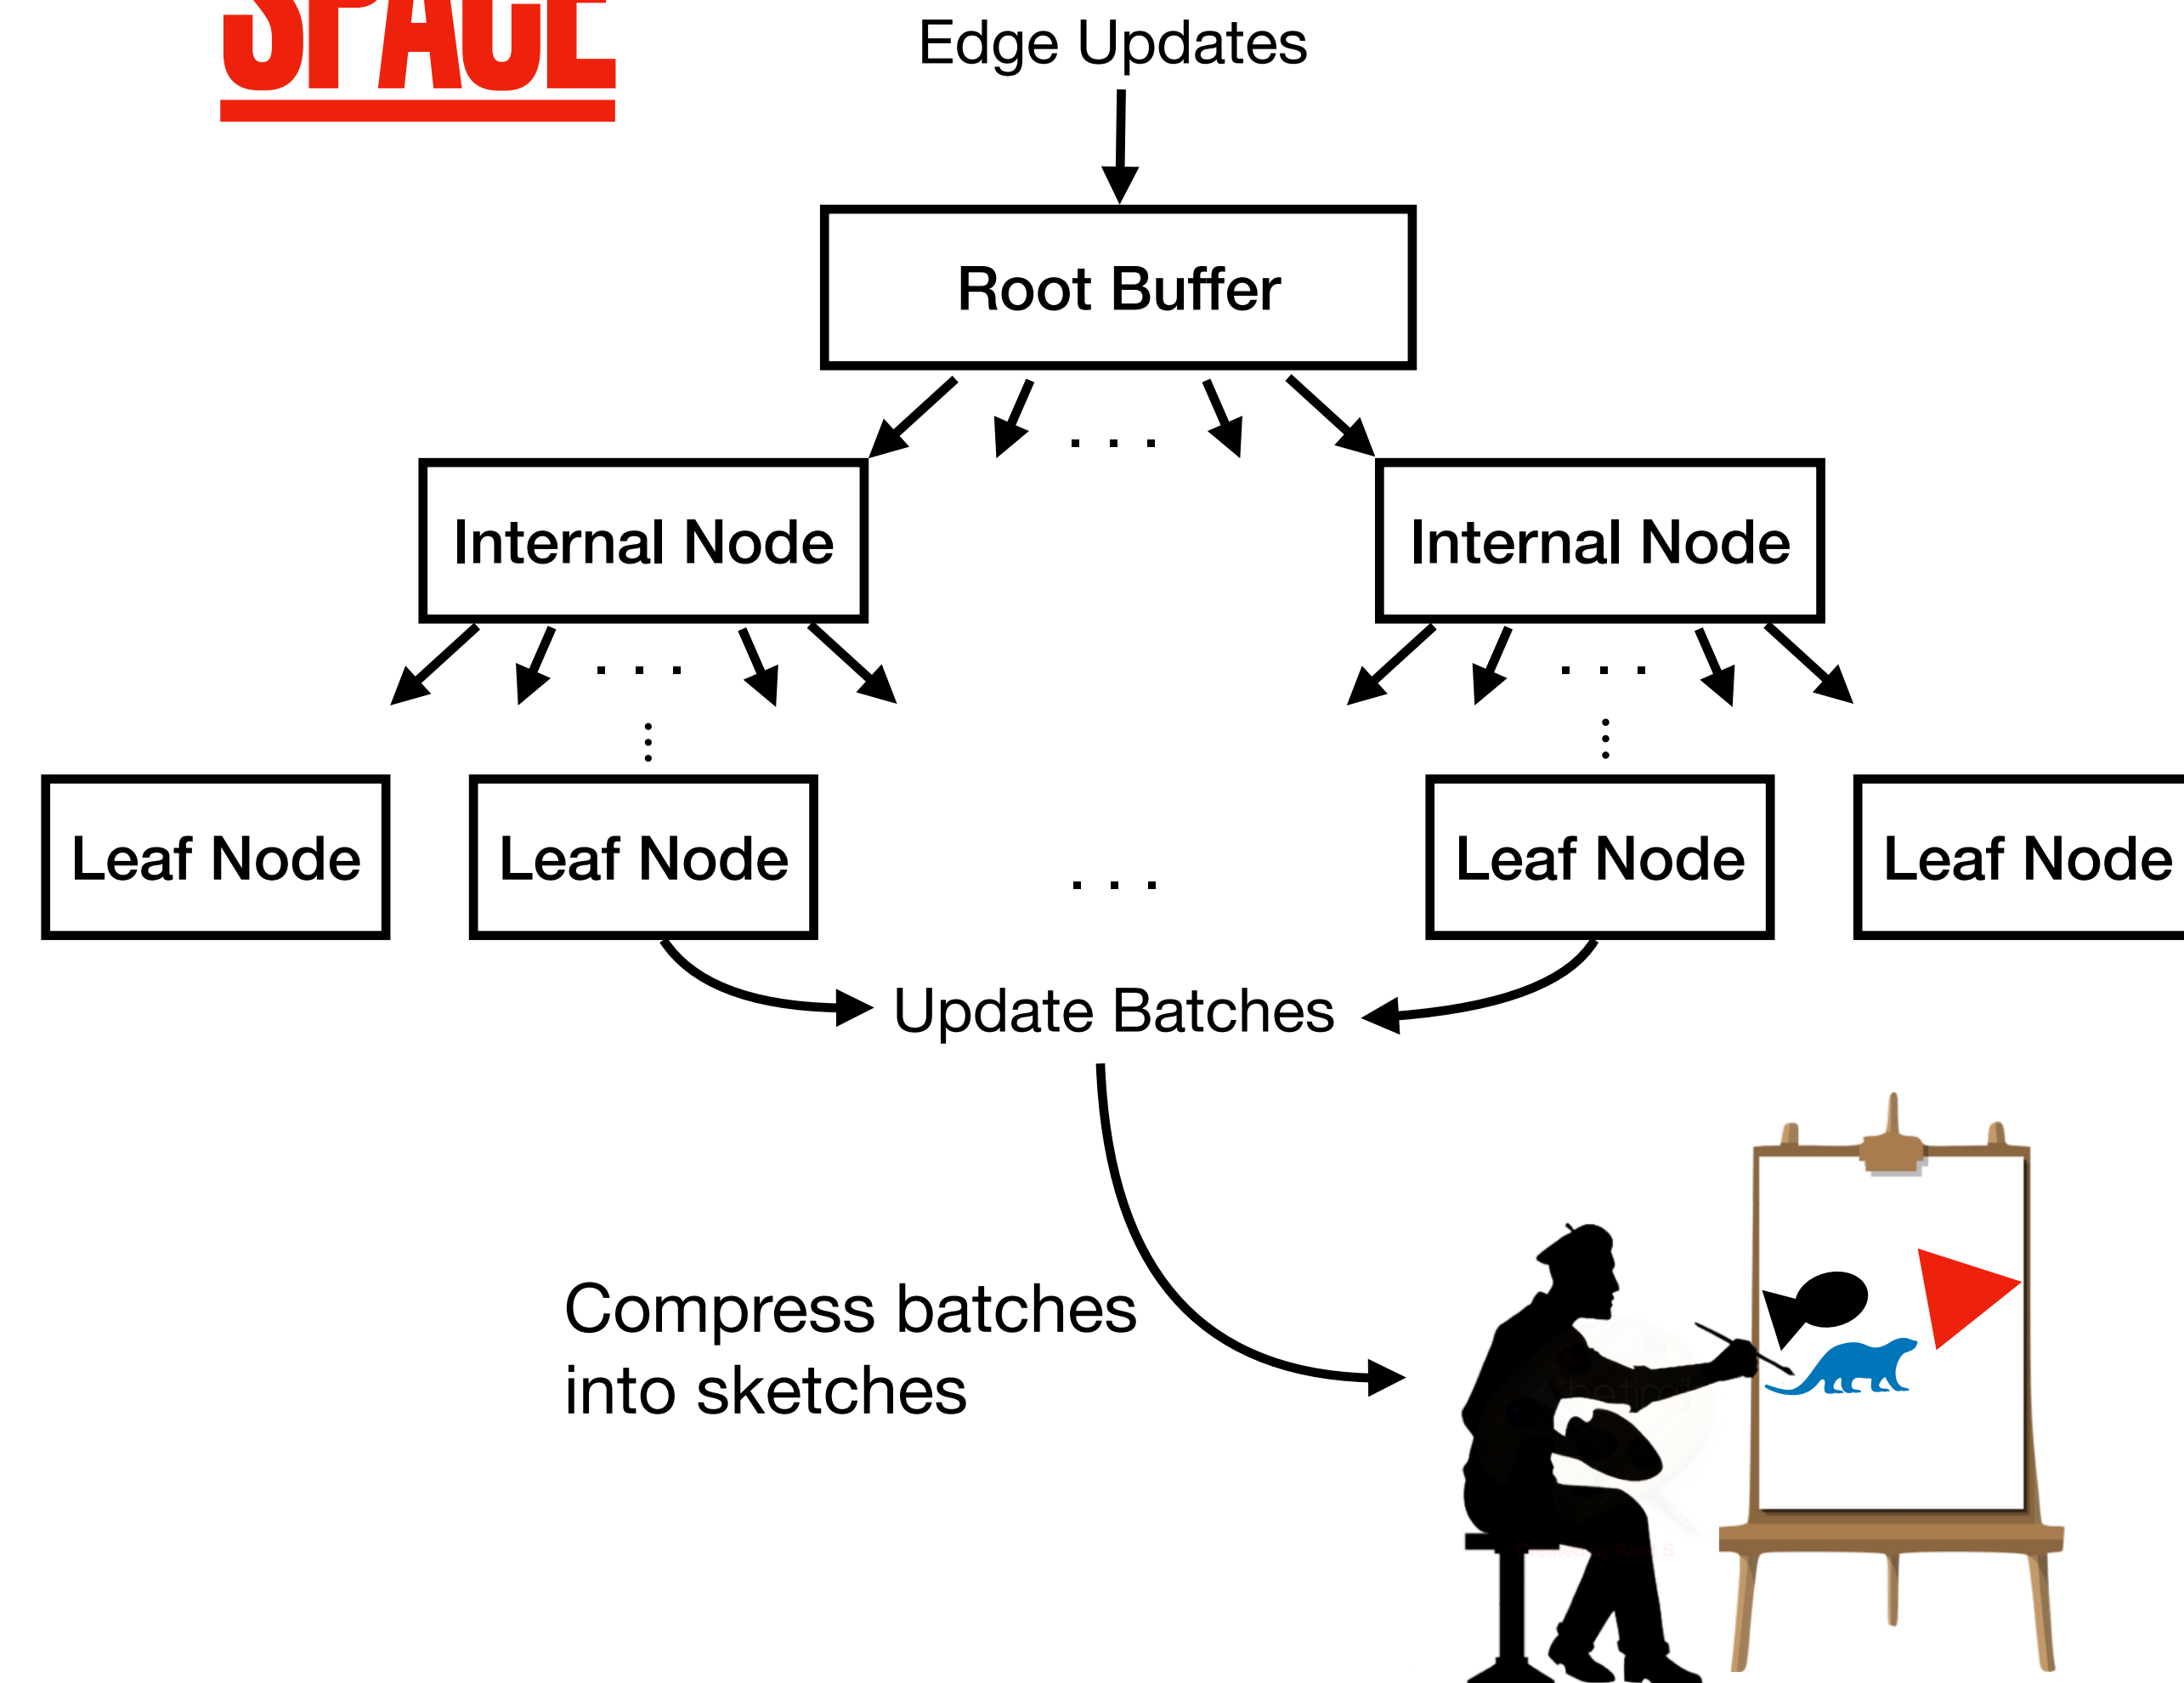 SPACE
Edge Updates
Root Buffer
. . .
Internal Node
Internal Node
. . .
. . .
Leaf Node
Leaf Node
. . .
Leaf Node
Leaf Node
Update Batches
Compress batches
into sketches